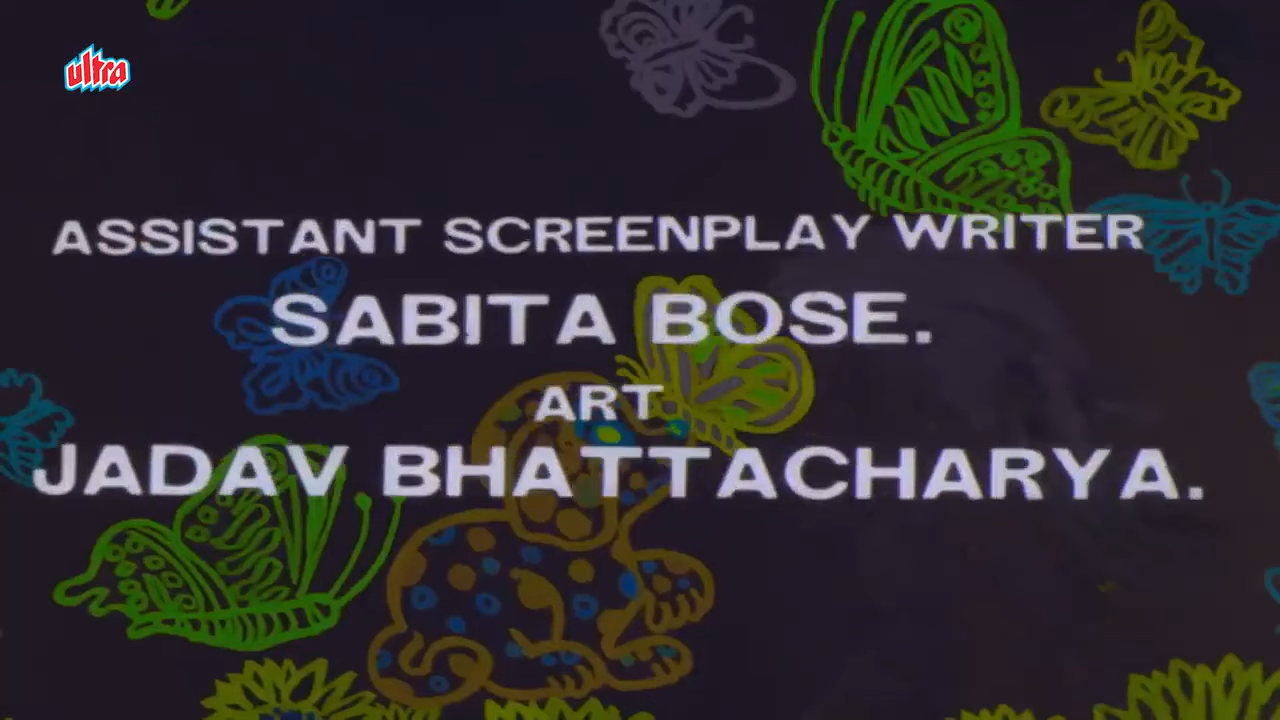 ultra
ASSISTANT SCREENPLAY WRITER
SABITA BOSE.
ART
JADAV BHATTACHARYA.